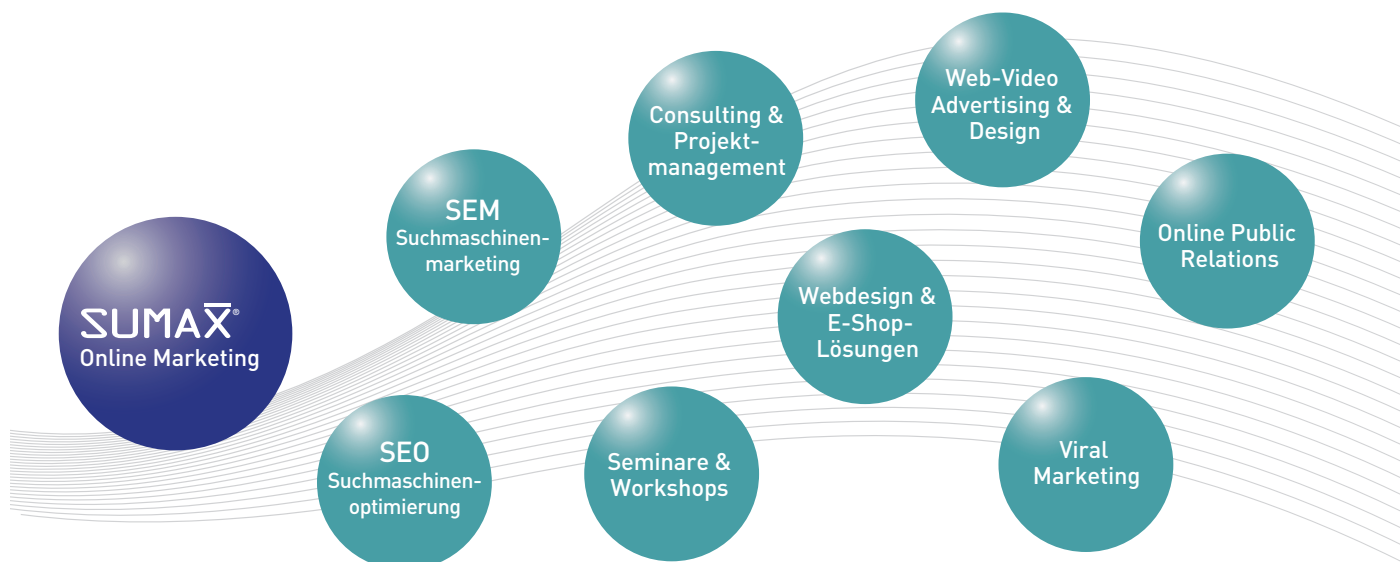 SUMAX®
Online Marketing
SEM
Suchmaschinen-
marketing
SEO
Suchmaschinen-
optimierung
Consulting &
Projekt-
management
Seminare &
Workshops
Web-Video
Advertising &
Design
Webdesign &
E-Shop-
Lösungen
Online Public
Relations
Viral
Marketing